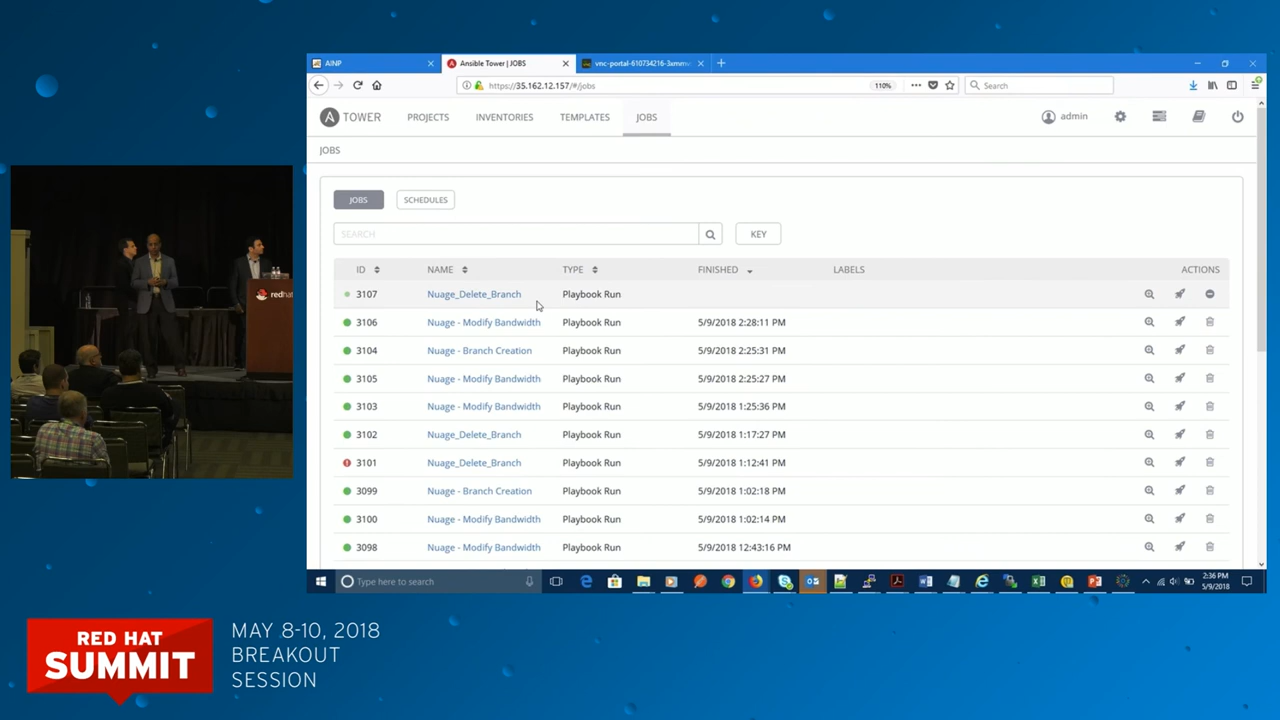 AINP
Ansible Tower | JOBS
vnc-portal-610734216-3xmmv
https://35.162.12.157/#/jobs
110%
Search
A TOWER
PROJECTS
INVENTORIES
TEMPLATES
JOBS
admin
JOBS
JOBS
SCHEDULES
SEARCH
KEY
ID NAME TYPE FINISHED LABELS ACTIONS
3107 Nuage_Delete_Branch Playbook Run
3106 Nuage - Modify Bandwidth Playbook Run 5/9/2018 2:28:11 PM
3104 Nuage - Branch Creation Playbook Run 5/9/2018 2:25:31 PM
3105 Nuage - Modify Bandwidth Playbook Run 5/9/2018 2:25:27 PM
3103 Nuage - Modify Bandwidth Playbook Run 5/9/2018 1:25:36 PM
3102 Nuage_Delete_Branch Playbook Run 5/9/2018 1:17:27 PM
3101 Nuage_Delete_Branch Playbook Run 5/9/2018 1:12:41 PM
3099 Nuage - Branch Creation Playbook Run 5/9/2018 1:02:18 PM
3100 Nuage - Modify Bandwidth Playbook Run 5/9/2018 1:02:14 PM
3098 Nuage - Modify Bandwidth Playbook Run 5/9/2018 12:43:16 PM
Type here to search
2:36 PM
5/9/2018
redhat
RED HAT
SUMMIT
MAY 8-10, 2018
BREAKOUT
SESSION